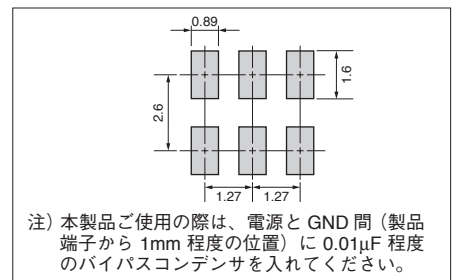 0.89
1.6
2.6
1.27 1.27
注）本製品ご使用の際は、電源と GND 間（製品
端子から 1mm 程度の位置）に 0.01μF 程度
のバイパスコンデンサを入れてください。